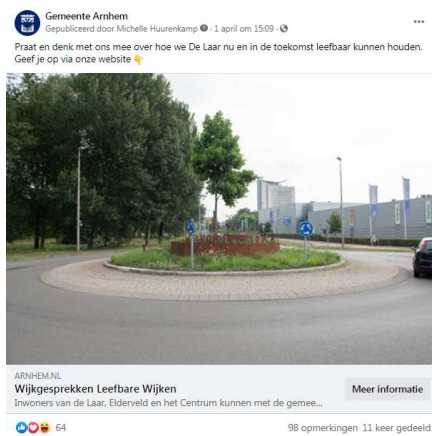 Gemeente Arnhem
Gepubliceerd door Michelle Huurenkamp · 1 april om 15:09 ·
Praat en denk met ons mee over hoe we De Laar nu en in de toekomst leefbaar kunnen houden.
Geef je op via onze website 👇
ARNHEM.NL
Wijkgesprekken Leefbare Wijken
Inwoners van de Laar, Elderveld en het Centrum kunnen met de gemee...
Meer informatie
64
98 opmerkingen 11 keer gedeeld